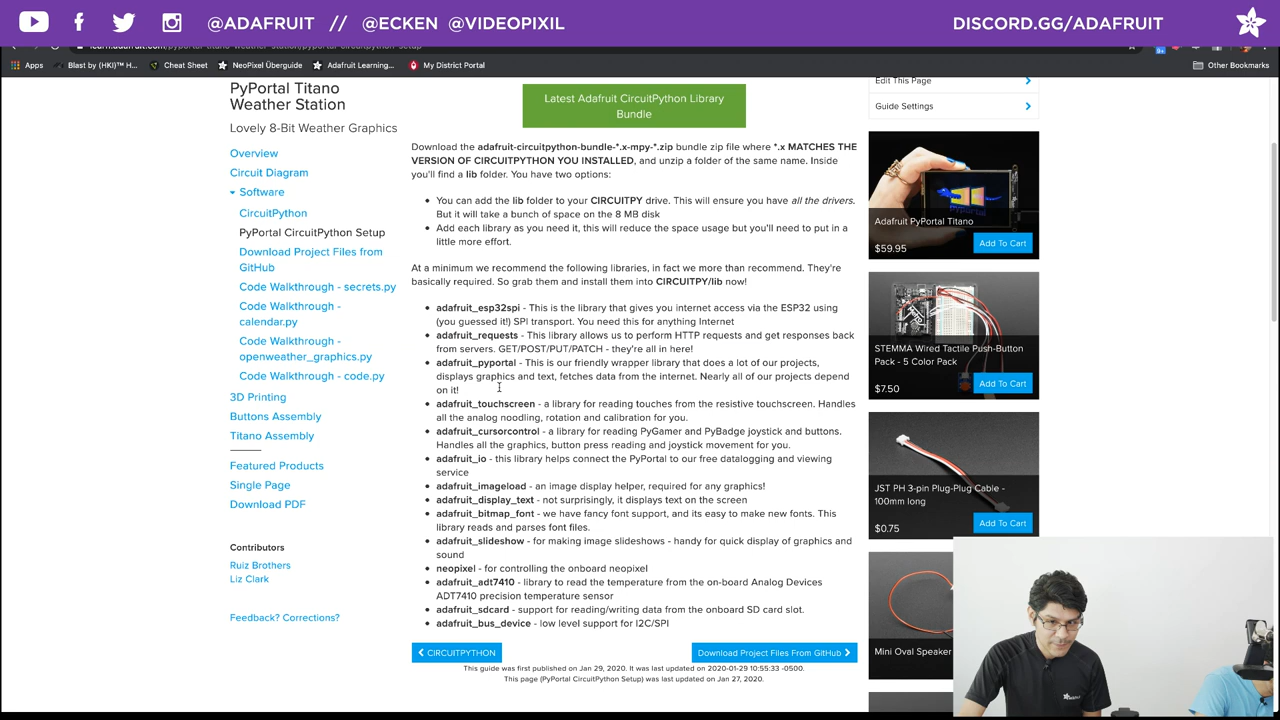 @ADAFRUIT // @ECKEN @VIDEOPIXIL
DISCORD.GG/ADAFRUIT
learn.adafruit.com/pyportal-titano-weather-station/pyportal-circuitpython-setup
Apps
Blast by (HKI)™ H...
Cheat Sheet
NeoPixel Überguide
Adafruit Learning...
My District Portal
Other Bookmarks
PyPortal Titano
Weather Station
Lovely 8-Bit Weather Graphics
Overview
Circuit Diagram
Software
CircuitPython
PyPortal CircuitPython Setup
Download Project Files from
GitHub
Code Walkthrough - secrets.py
Code Walkthrough -
calendar.py
Code Walkthrough -
openweather_graphics.py
Code Walkthrough - code.py
3D Printing
Buttons Assembly
Titano Assembly
Featured Products
Single Page
Download PDF
Contributors
Ruiz Brothers
Liz Clark
Feedback? Corrections?
Latest Adafruit CircuitPython Library
Bundle
Download the adafruit-circuitpython-bundle-*.x-mpy-*.zip bundle zip file where *.x MATCHES THE
VERSION OF CIRCUITPYTHON YOU INSTALLED, and unzip a folder of the same name. Inside
you'll find a lib folder. You have two options:
You can add the lib folder to your CIRCUITPY drive. This will ensure you have all the drivers.
But it will take a bunch of space on the 8 MB disk
Add each library as you need it, this will reduce the space usage but you'll need to put in a
little more effort.
At a minimum we recommend the following libraries, in fact we more than recommend. They're
basically required. So grab them and install them into CIRCUITPY/lib now!
adafruit_esp32spi - This is the library that gives you internet access via the ESP32 using
(you guessed it!) SPI transport. You need this for anything Internet
adafruit_requests - This library allows us to perform HTTP requests and get responses back
from servers. GET/POST/PUT/PATCH - they're all in here!
adafruit_pyportal - This is our friendly wrapper library that does a lot of our projects,
displays graphics and text, fetches data from the internet. Nearly all of our projects depend
on it!
adafruit_touchscreen - a library for reading touches from the resistive touchscreen. Handles
all the analog noodling, rotation and calibration for you.
adafruit_cursorcontrol - a library for reading PyGamer and PyBadge joystick and buttons.
Handles all the graphics, button press reading and joystick movement for you.
adafruit_io - this library helps connect the PyPortal to our free datalogging and viewing
service
adafruit_imageload - an image display helper, required for any graphics!
adafruit_display_text - not surprisingly, it displays text on the screen
adafruit_bitmap_font - we have fancy font support, and its easy to make new fonts. This
library reads and parses font files.
adafruit_slideshow - for making image slideshows - handy for quick display of graphics and
sound
neopixel - for controlling the onboard neopixel
adafruit_adt7410 - library to read the temperature from the on-board Analog Devices
ADT7410 precision temperature sensor
adafruit_sdcard - support for reading/writing data from the onboard SD card slot.
adafruit_bus_device - low level support for I2C/SPI
CIRCUITPYTHON
Download Project Files From GitHub
This guide was first published on Jan 29, 2020. It was last updated on 2020-01-29 10:55:33 -0500.
This page (PyPortal CircuitPython Setup) was last updated on Jan 27, 2020.
Edit This Page
Guide Settings
Adafruit PyPortal Titano
$59.95
Add To Cart
STEMMA Wired Tactile Push-Button
Pack - 5 Color Pack
$7.50
Add To Cart
JST PH 3-pin Plug-Plug Cable -
100mm long
$0.75
Add To Cart
Mini Oval Speaker